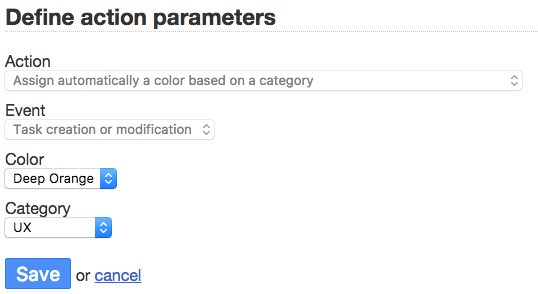 Define action parameters
Action
Assign automatically a color based on a category
Event
Task creation or modification
Color
Deep Orange
Category
UX
Save or cancel